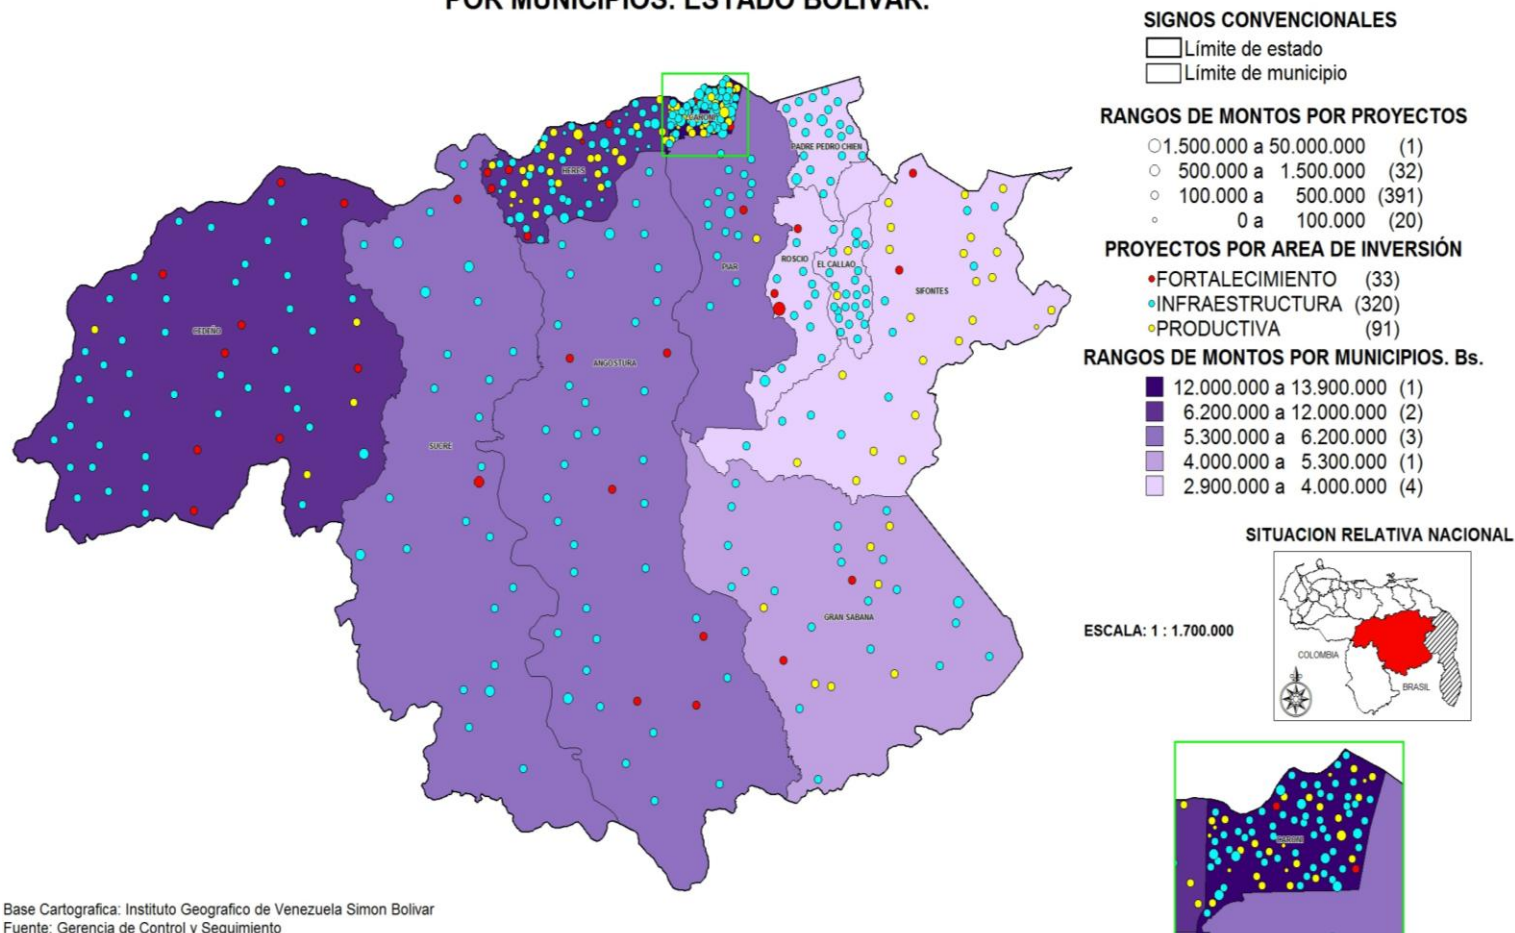 POR MUNICIPIOS. ESTADO BOLIVAR.
SIGNOS CONVENCIONALES
Límite de estado
Límite de municipio
RANGOS DE MONTOS POR PROYECTOS
1.500.000 a 50.000.000 (1)
500.000 a 1.500.000 (32)
100.000 a 500.000 (391)
0 a 100.000 (20)
PROYECTOS POR AREA DE INVERSIÓN
FORTALECIMIENTO (33)
INFRAESTRUCTURA (320)
PRODUCTIVA (91)
RANGOS DE MONTOS POR MUNICIPIOS. Bs.
12.000.000 a 13.900.000 (1)
6.200.000 a 12.000.000 (2)
5.300.000 a 6.200.000 (3)
4.000.000 a 5.300.000 (1)
2.900.000 a 4.000.000 (4)
CARONI
PADRE PEDRO CHIEN
HERES
ROSCIO
EL CALLAO
PIAR
SIFONTES
CEDEÑO
ANGOSTURA
SUCRE
GRAN SABANA
SITUACION RELATIVA NACIONAL
ESCALA: 1 : 1.700.000
COLOMBIA
BRASIL
CARONI
Base Cartografica: Instituto Geografico de Venezuela Simon Bolivar
Fuente: Gerencia de Control y Seguimiento